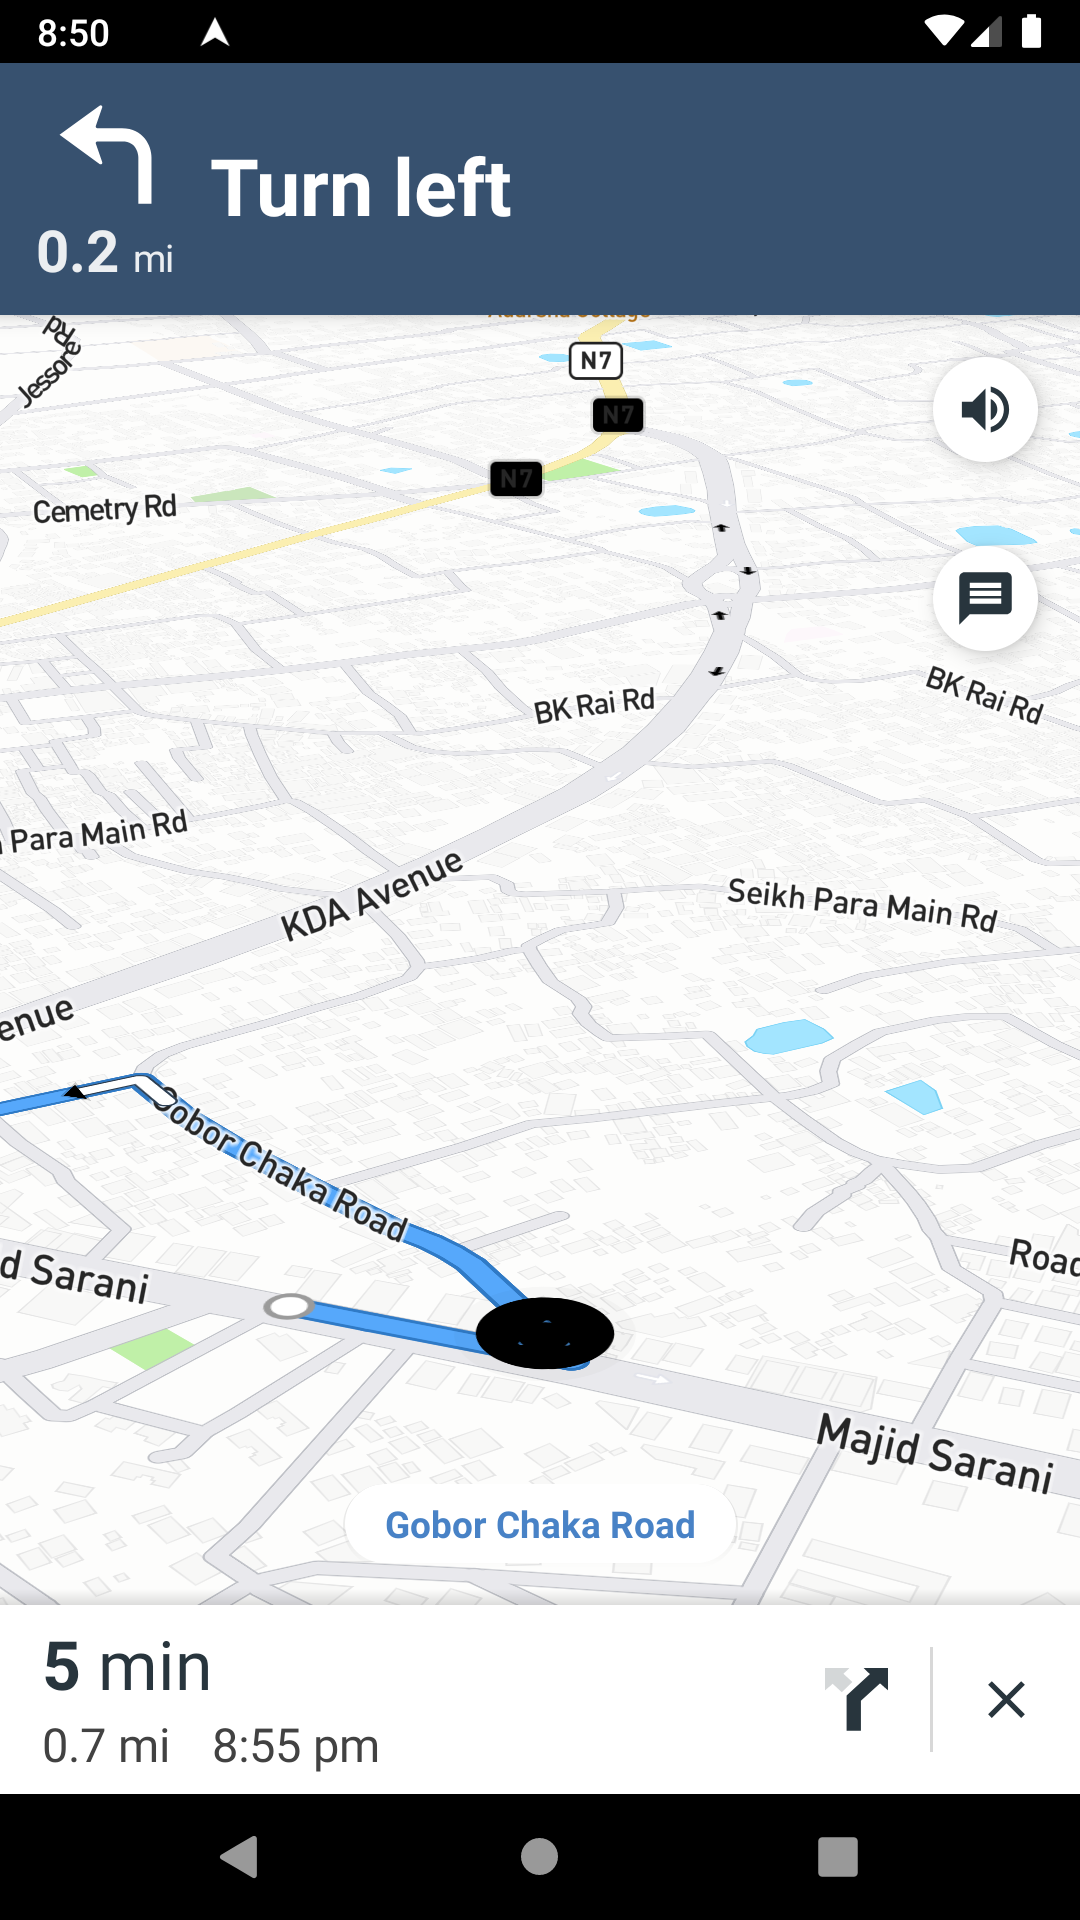 8:50
Turn left
0.2 mi
N7
N7
N7
Jessore Rd
Cemetry Rd
BK Rai Rd
BK Rai Rd
Para Main Rd
KDA Avenue
Seikh Para Main Rd
enue
Gobor Chaka Road
d Sarani
Road
Majid Sarani
Gobor Chaka Road
5 min
0.7 mi 8:55 pm